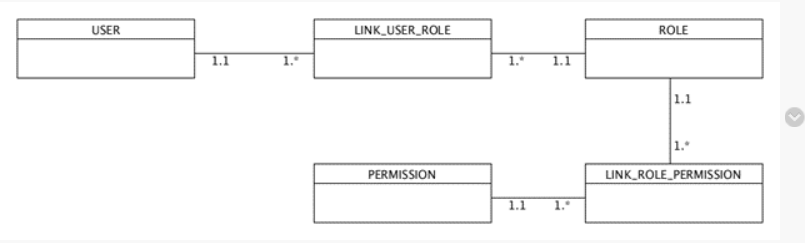 USER
LINK_USER_ROLE
ROLE
1.1
1.*
1.*
1.1
1.1
1.*
PERMISSION
LINK_ROLE_PERMISSION
1.1
1.*